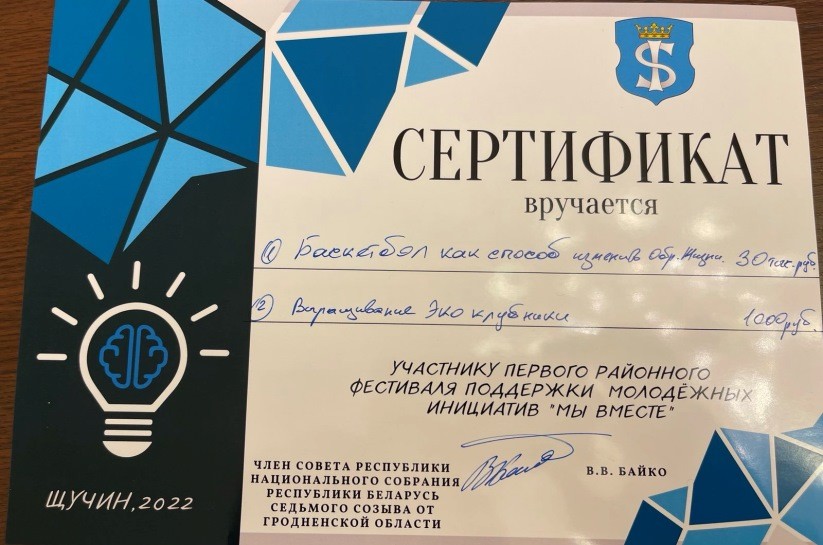 СЕРТИФИКАТ
вручается
1 Баскетбол как способ изменив Обр. Жизни. 30 тыс. руб.
2 Выращивание Эко клубники 1000 руб.
УЧАСТНИКУ ПЕРВОГО РАЙОННОГО
ФЕСТИВАЛЯ ПОДДЕРЖКИ МОЛОДЁЖНЫХ
ИНИЦИАТИВ "МЫ ВМЕСТЕ"
ЧЛЕН СОВЕТА РЕСПУБЛИКИ
НАЦИОНАЛЬНОГО СОБРАНИЯ
РЕСПУБЛИКИ БЕЛАРУСЬ
СЕДЬМОГО СОЗЫВА ОТ
ГРОДНЕНСКОЙ ОБЛАСТИ
В.В. БАЙКО
ЩУЧИН, 2022